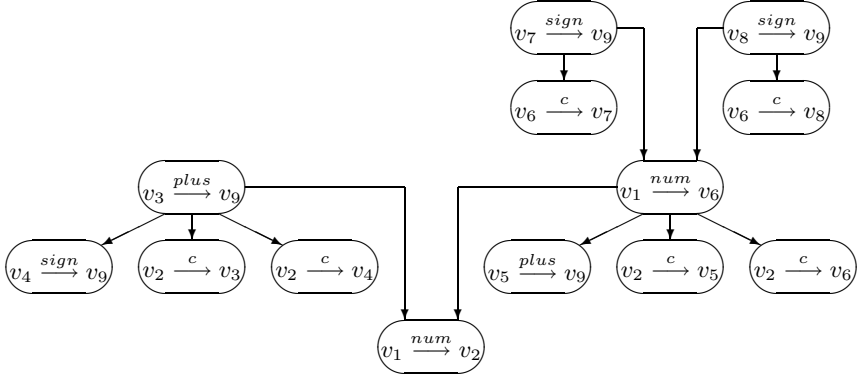 v₇ —sign→ v₉ v₈ —sign→ v₉
v₆ —c→ v₇ v₆ —c→ v₈
v₃ —plus→ v₉ v₁ —num→ v₆
v₄ —sign→ v₉ v₂ —c→ v₃ v₂ —c→ v₄ v₅ —plus→ v₉ v₂ —c→ v₅ v₂ —c→ v₆
v₁ —num→ v₂